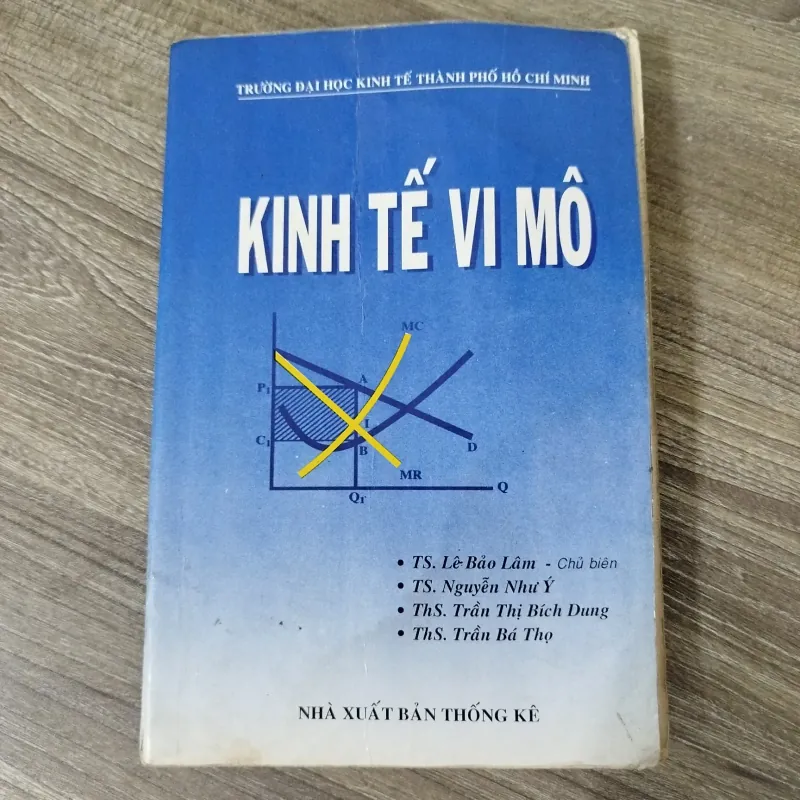 TRƯỜNG ĐẠI HỌC KINH TẾ THÀNH PHỐ HỒ CHÍ MINH
KINH TẾ VI MÔ
MC
P1
A
I
C1
B
D
MR
Q1
Q
• TS. Lê Bảo Lâm - Chủ biên
• TS. Nguyễn Như Ý
• ThS. Trần Thị Bích Dung
• ThS. Trần Bá Thọ
NHÀ XUẤT BẢN THỐNG KÊ